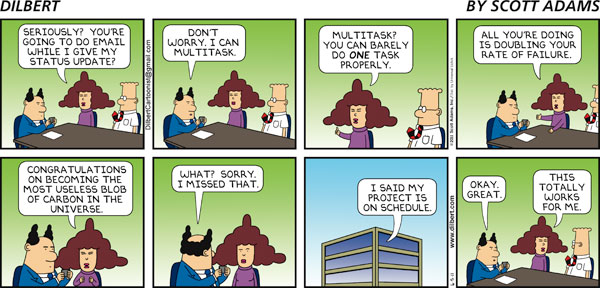 DILBERT
BY SCOTT ADAMS
SERIOUSLY? YOU'RE
GOING TO DO EMAIL
WHILE I GIVE MY
STATUS UPDATE?
DilbertCartoonist@gmail.com
DON'T
WORRY. I CAN
MULTITASK.
MULTITASK?
YOU CAN BARELY
DO ONE TASK
PROPERLY.
ALL YOU'RE DOING
IS DOUBLING YOUR
RATE OF FAILURE.
CONGRATULATIONS
ON BECOMING THE
MOST USELESS BLOB
OF CARBON IN THE
UNIVERSE.
WHAT? SORRY.
I MISSED THAT.
I SAID MY
PROJECT IS
ON SCHEDULE.
www.dilbert.com
OKAY.
GREAT.
THIS
TOTALLY
WORKS
FOR ME.